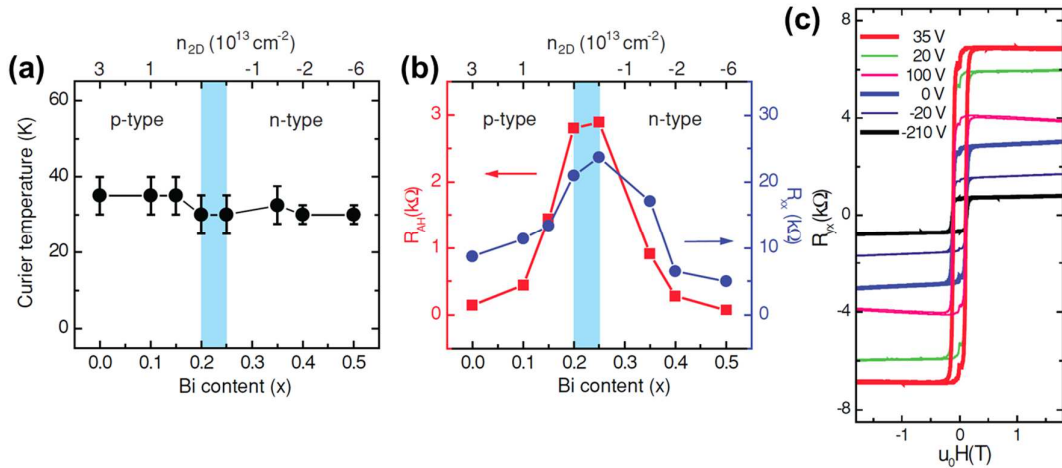 (a)
n2D (10^13 cm^-2)
3 1 -1 -2 -6
p-type n-type
Curier temperature (K)
60
40
20
0
0.0 0.1 0.2 0.3 0.4 0.5
Bi content (x)
(b)
n2D (10^13 cm^-2)
3 1 -1 -2 -6
p-type n-type
RAH(kΩ)
3
2
1
0
Rxx (kΩ)
30
20
10
0
0.0 0.1 0.2 0.3 0.4 0.5
Bi content (x)
(c)
8
4
0
-4
-8
Ryx(kΩ)
35 V
20 V
100 V
0 V
-20 V
-210 V
-1 0 1
u0H(T)